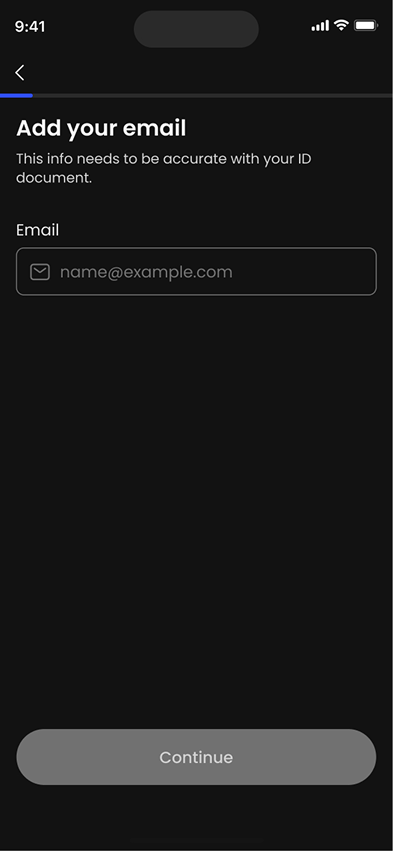 9:41
Add your email
This info needs to be accurate with your ID
document.
Email
name@example.com
Continue